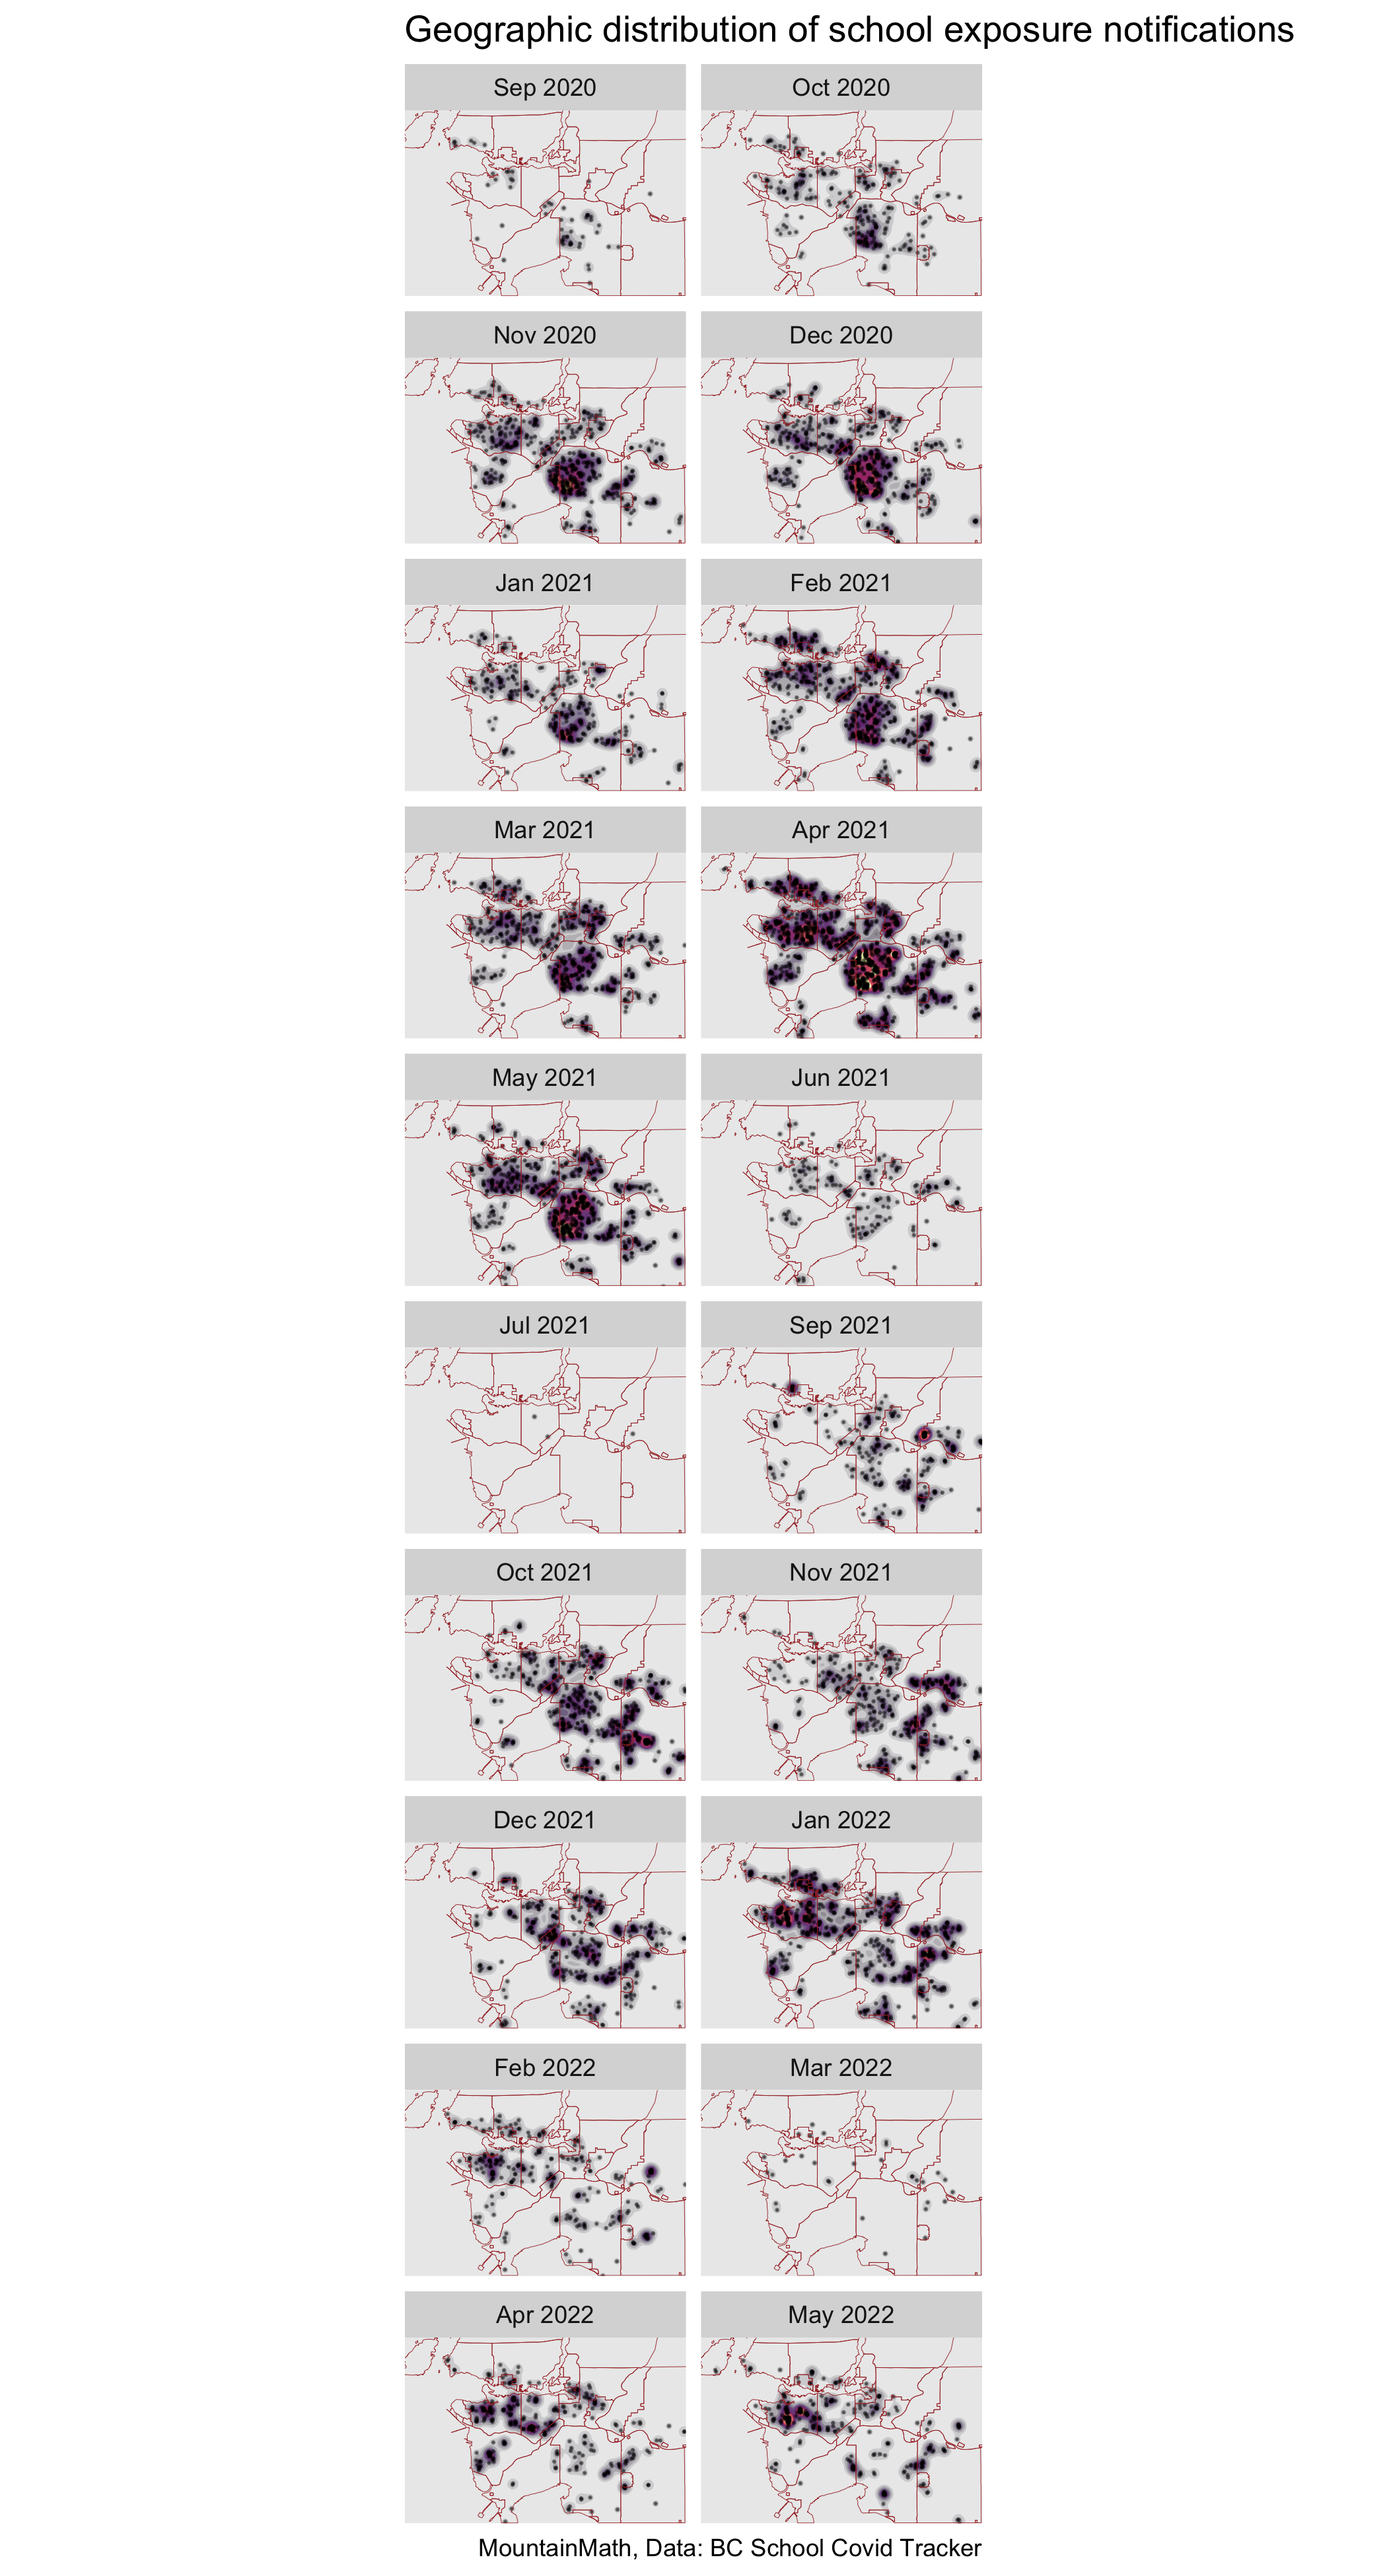 Geographic distribution of school exposure notifications
Sep 2020
Oct 2020
Nov 2020
Dec 2020
Jan 2021
Feb 2021
Mar 2021
Apr 2021
May 2021
Jun 2021
Jul 2021
Sep 2021
Oct 2021
Nov 2021
Dec 2021
Jan 2022
Feb 2022
Mar 2022
Apr 2022
May 2022
MountainMath, Data: BC School Covid Tracker